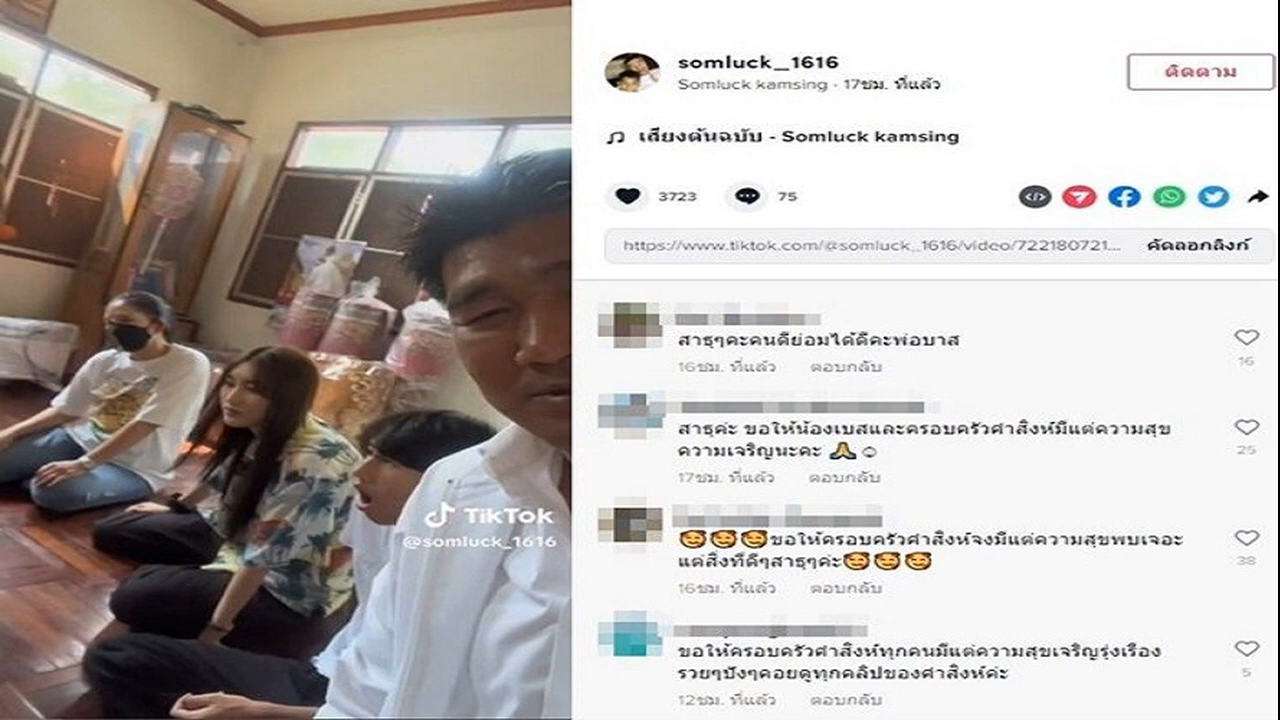 TikTok
@somluck_1616
somluck_1616
Somluck kamsing · 17ชม. ที่แล้ว
ติดตาม
เสียงต้นฉบับ - Somluck kamsing
3723
75
https://www.tiktok.com/@somluck_1616/video/722180721...
คัดลอกลิงก์
สาธุๆคะคนดีย่อมได้ดีคะพ่อบาส
16ชม. ที่แล้ว ตอบกลับ
16
สาธุค่ะ ขอให้น้องเบสและครอบครัวคำสิงห์มีแต่ความสุข
ความเจริญนะคะ 🙏☺
17ชม. ที่แล้ว ตอบกลับ
25
🥰🥰🥰ขอให้ครอบครัวคำสิงห์จงมีแต่ความสุขพบเจอะ
แต่สิ่งที่ดีๆสาธุๆค่ะ🥰🥰🥰
16ชม. ที่แล้ว ตอบกลับ
38
ขอให้ครอบครัวคำสิงห์ทุกคนมีแต่ความสุขเจริญรุ่งเรือง
รวยๆปังๆคอยดูทุกคลิปของคำสิงห์ค่ะ
12ชม. ที่แล้ว ตอบกลับ
5